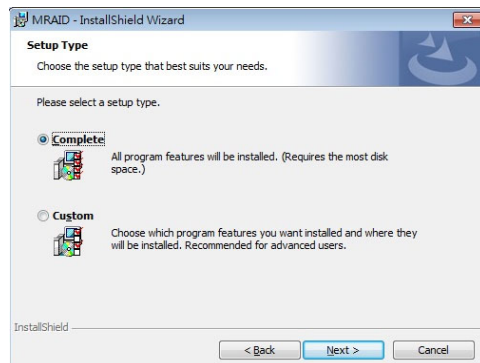 MRAID - InstallShield Wizard
Setup Type
Choose the setup type that best suits your needs.
Please select a setup type.
Complete
All program features will be installed. (Requires the most disk
space.)
Custom
Choose which program features you want installed and where they
will be installed. Recommended for advanced users.
InstallShield
< Back Next > Cancel